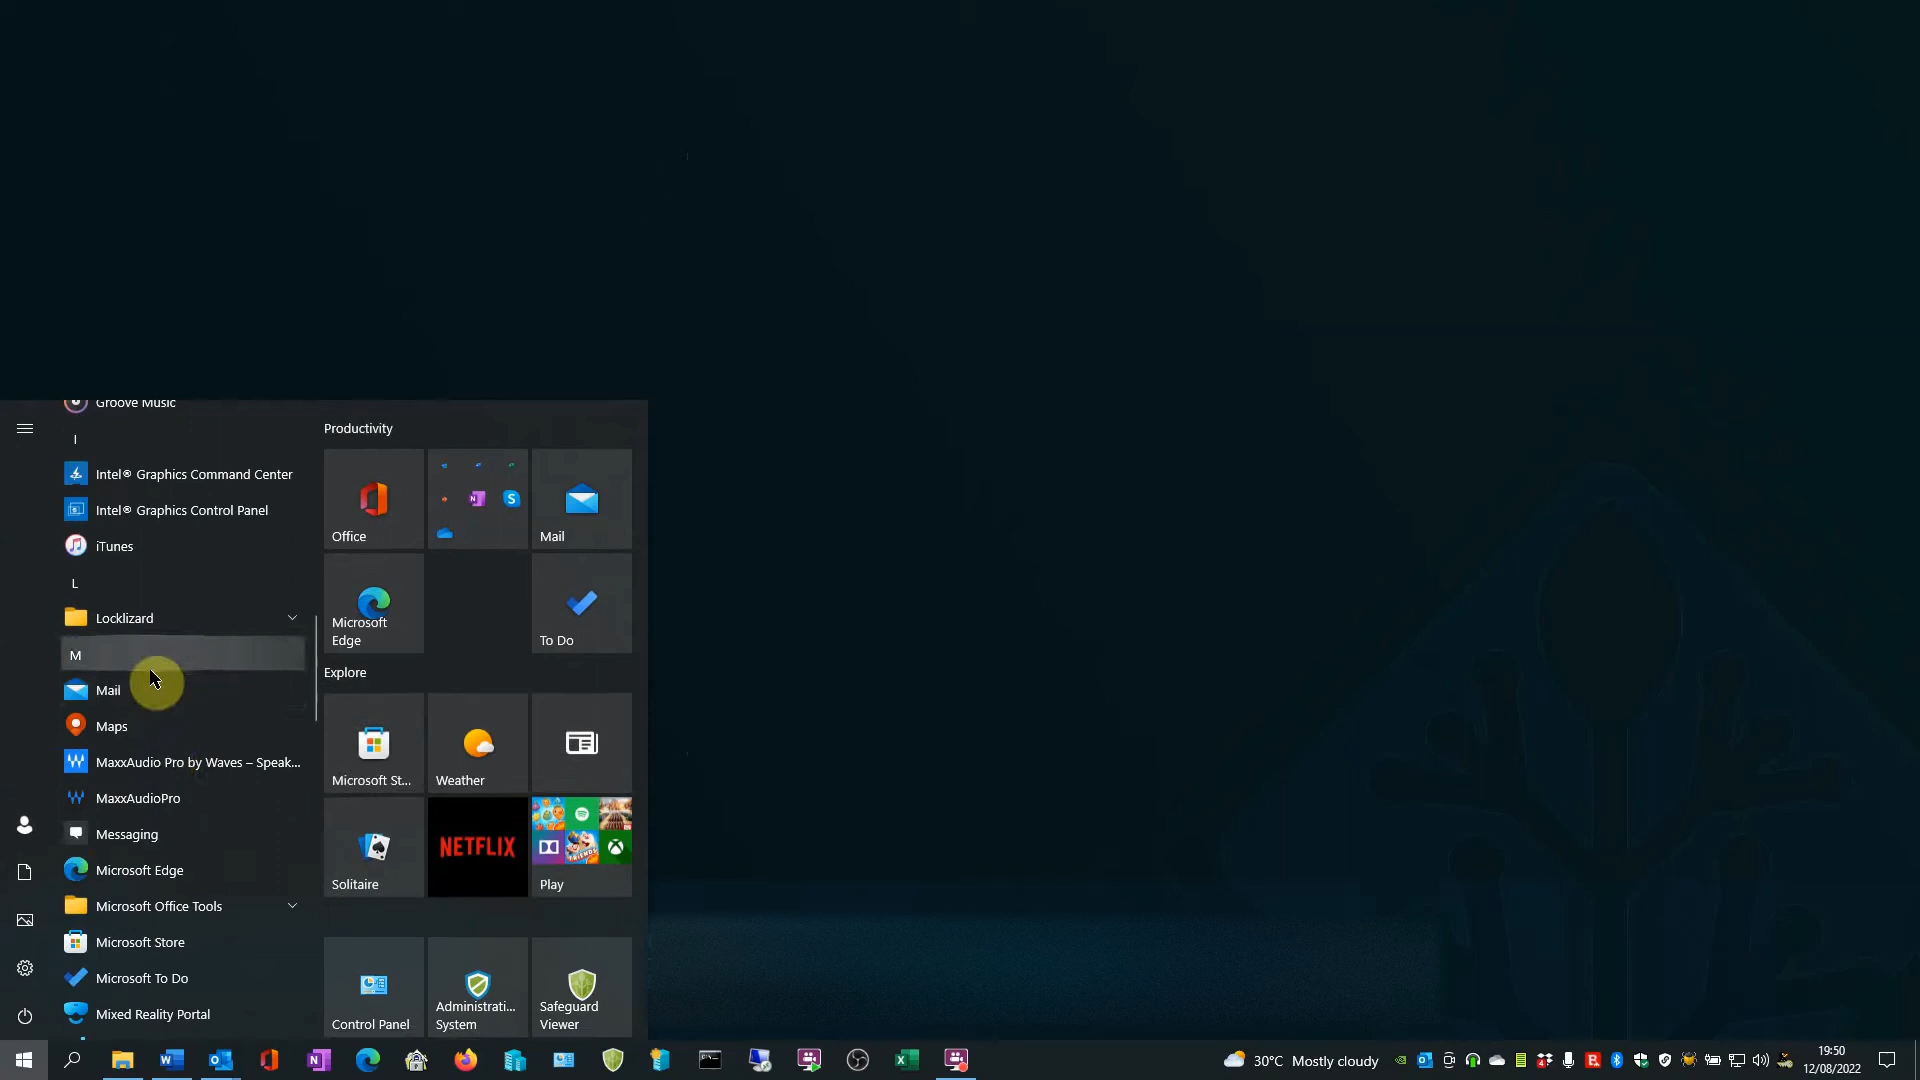 Groove Music
I
Intel® Graphics Command Center
Intel® Graphics Control Panel
iTunes
L
Locklizard
M
Mail
Maps
MaxxAudio Pro by Waves – Speak...
MaxxAudioPro
Messaging
Microsoft Edge
Microsoft Office Tools
Microsoft Store
Microsoft To Do
Mixed Reality Portal
Productivity
Office
Mail
Microsoft
Edge
To Do
Explore
Microsoft St...
Weather
Solitaire
NETFLIX
Play
Control Panel
Administrati...
System
Safeguard
Viewer
30°C Mostly cloudy
19:50
12/08/2022